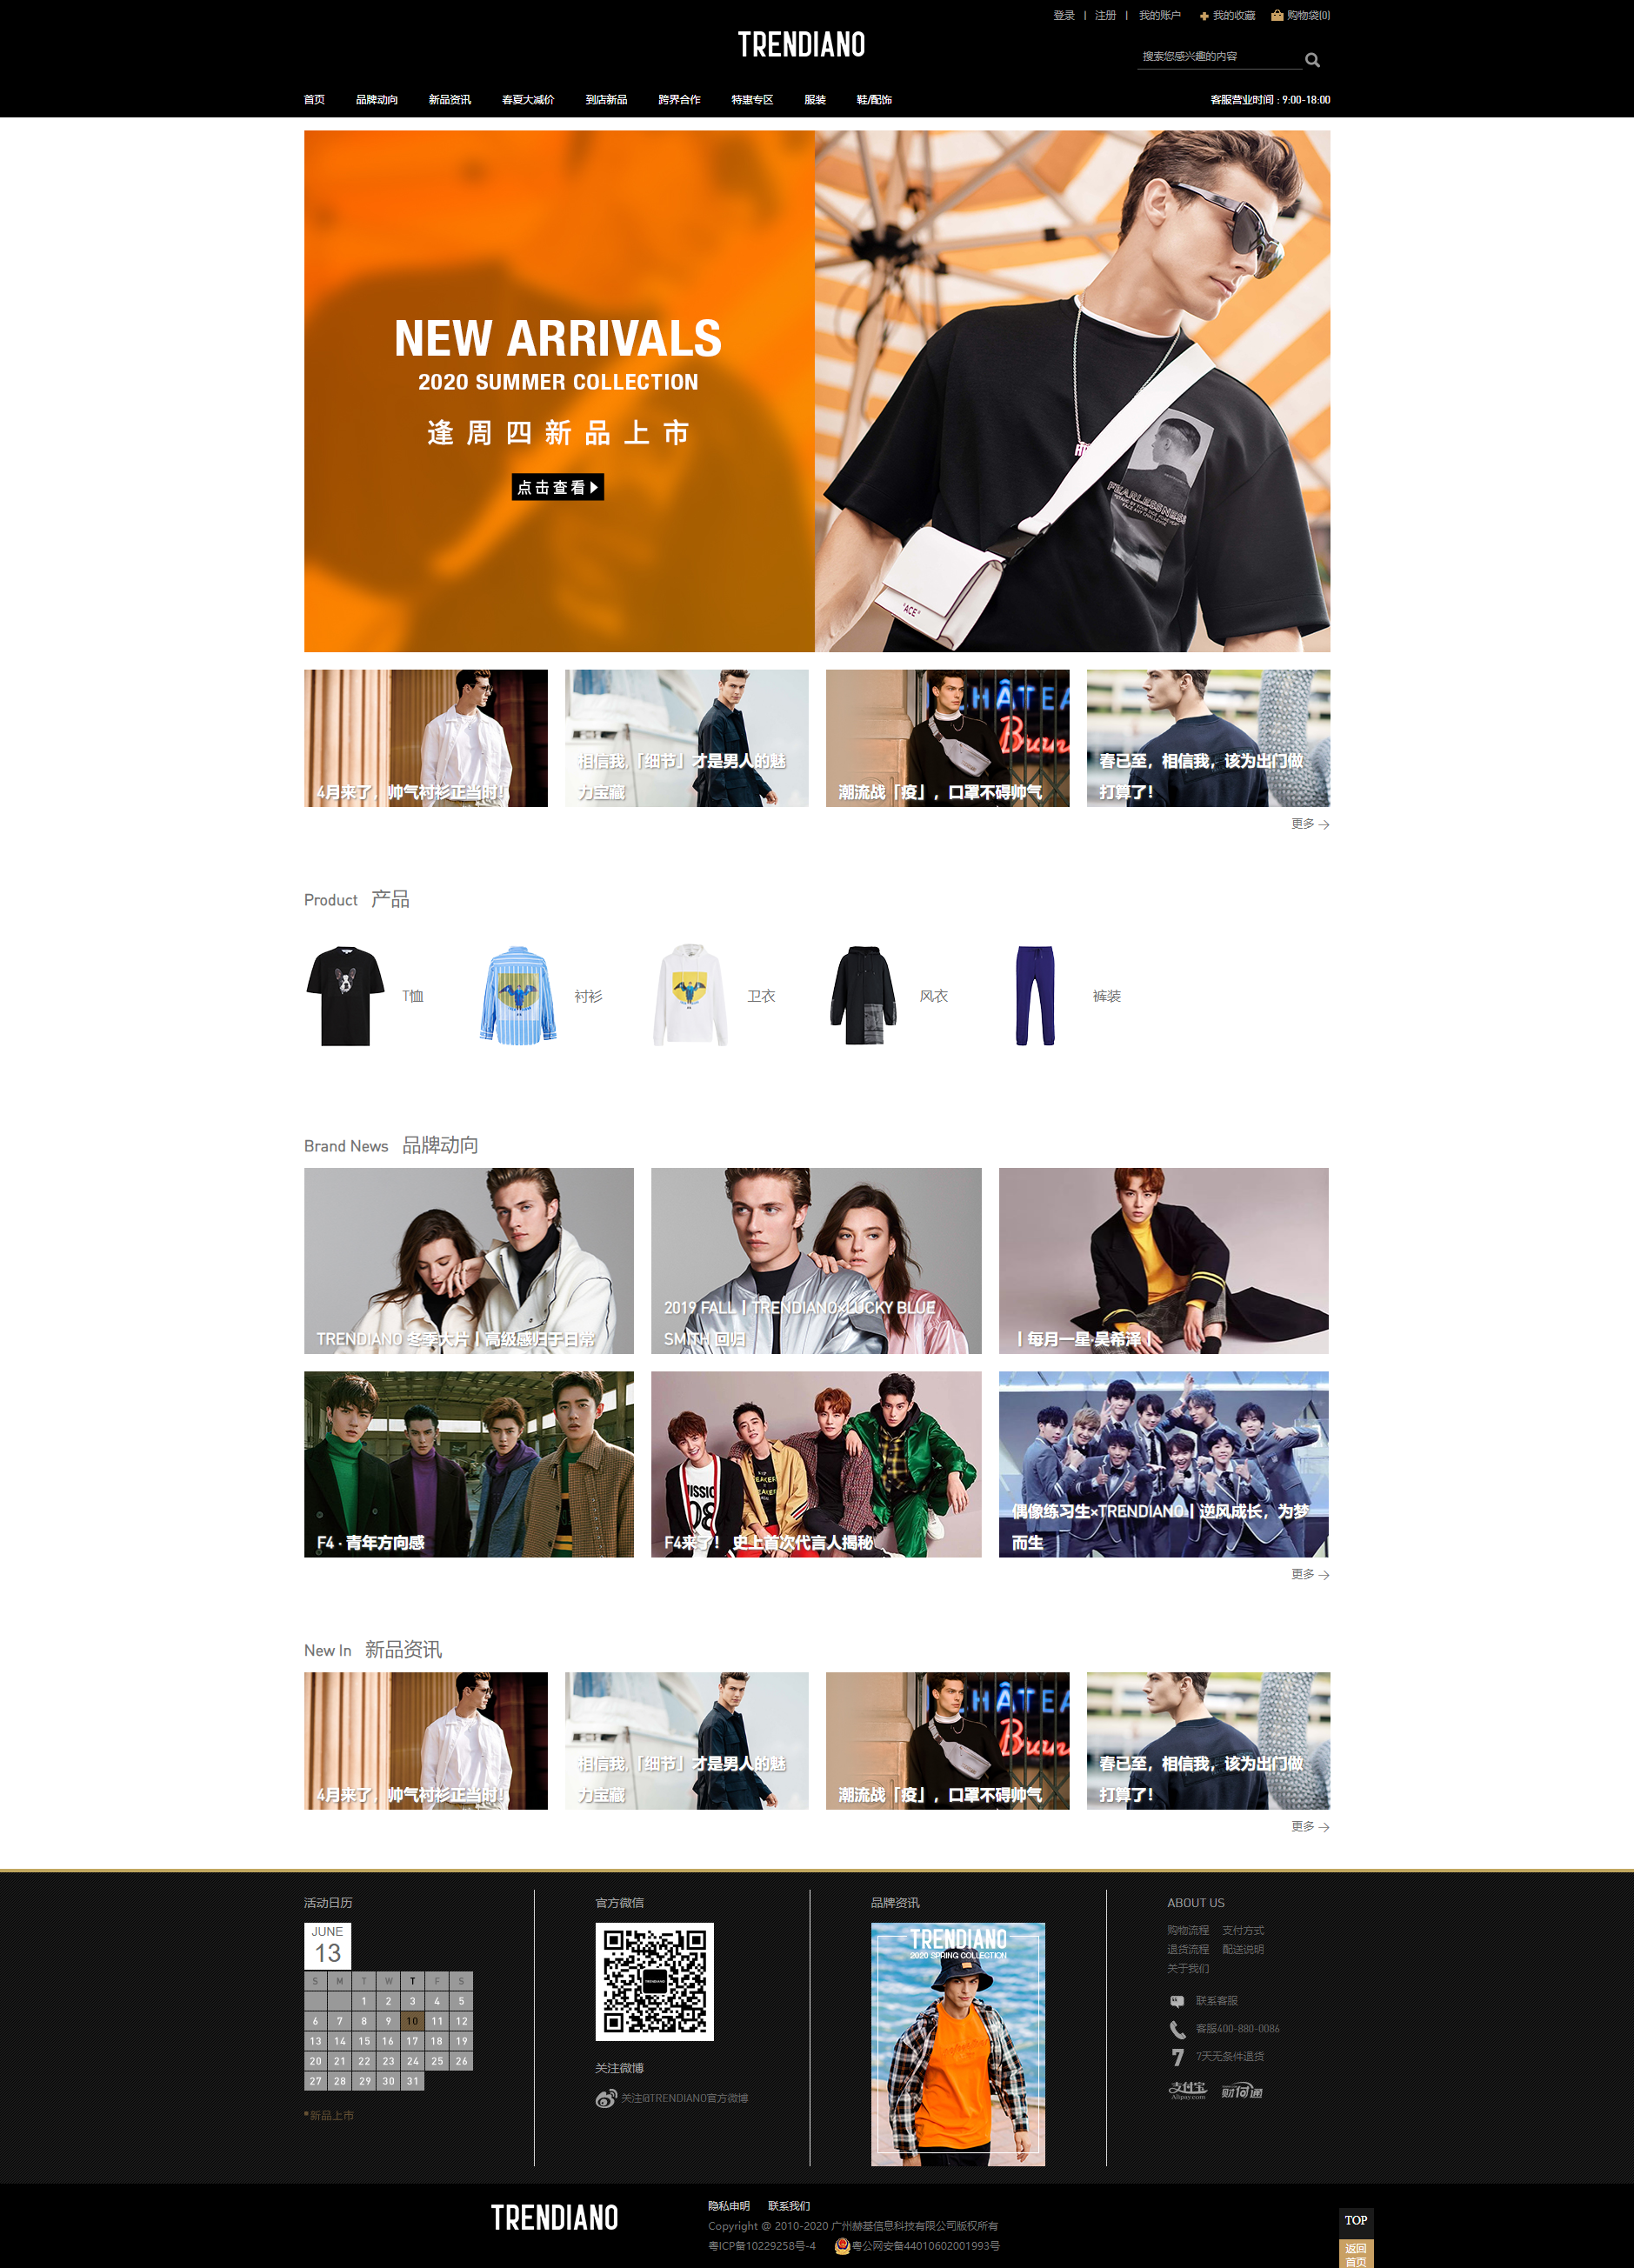 登录 | 注册 | 我的账户 我的收藏 购物袋(0)
TRENDIANO
搜索您感兴趣的内容
首页 品牌动向 新品资讯 春夏大减价 到店新品 跨界合作 特惠专区 服装 鞋/配饰 客服营业时间 : 9:00-18:00
NEW ARRIVALS
2020 SUMMER COLLECTION
逢周四新品上市
点击查看
FEARLESSNESS
"ACE"
4月来了，帅气衬衫正当时！
相信我，「细节」才是男人的魅
力宝藏
潮流战「疫」，口罩不碍帅气
春已至，相信我，该为出门做
打算了！
更多
Product 产品
T恤 衬衫 卫衣 风衣 裤装
Brand News 品牌动向
TRENDIANO 冬季大片丨高级感归于日常
2019 FALL丨TRENDIANO×LUCKY BLUE
SMITH 回归
丨每月一星·吴希泽丨
F4 · 青年方向感
F4来了！ 史上首次代言人揭秘
偶像练习生×TRENDIANO丨逆风成长，为梦
而生
更多
New In 新品资讯
4月来了，帅气衬衫正当时！
相信我，「细节」才是男人的魅
力宝藏
潮流战「疫」，口罩不碍帅气
春已至，相信我，该为出门做
打算了！
更多
活动日历
JUNE
13
S M T W T F S
1 2 3 4 5
6 7 8 9 10 11 12
13 14 15 16 17 18 19
20 21 22 23 24 25 26
27 28 29 30 31
*新品上市
官方微信
TRENDIANO
关注微博
关注@TRENDIANO官方微博
品牌资讯
TRENDIANO
2020 SPRING COLLECTION
ABOUT US
购物流程 支付方式
退货流程 配送说明
关于我们
联系客服
客服400-880-0086
7 7天无条件退货
支付宝 Alipay.com 财付通
TRENDIANO
隐私申明 联系我们
Copyright @ 2010-2020 广州赫基信息科技有限公司版权所有
粤ICP备10229258号-4 粤公网安备44010602001993号
TOP
返回
首页